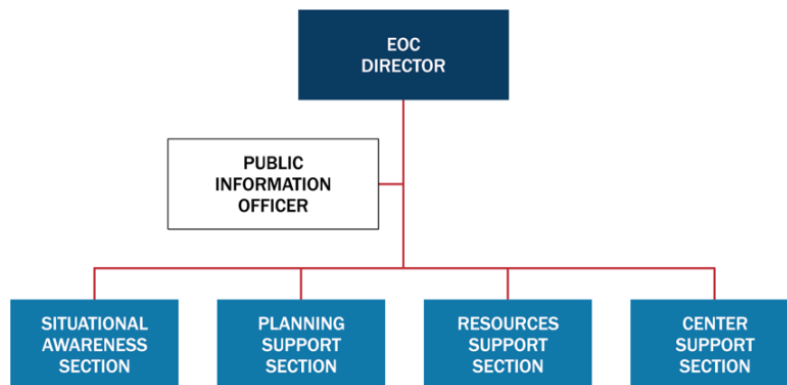 EOC
DIRECTOR
PUBLIC
INFORMATION
OFFICER
SITUATIONAL
AWARENESS
SECTION
PLANNING
SUPPORT
SECTION
RESOURCES
SUPPORT
SECTION
CENTER
SUPPORT
SECTION